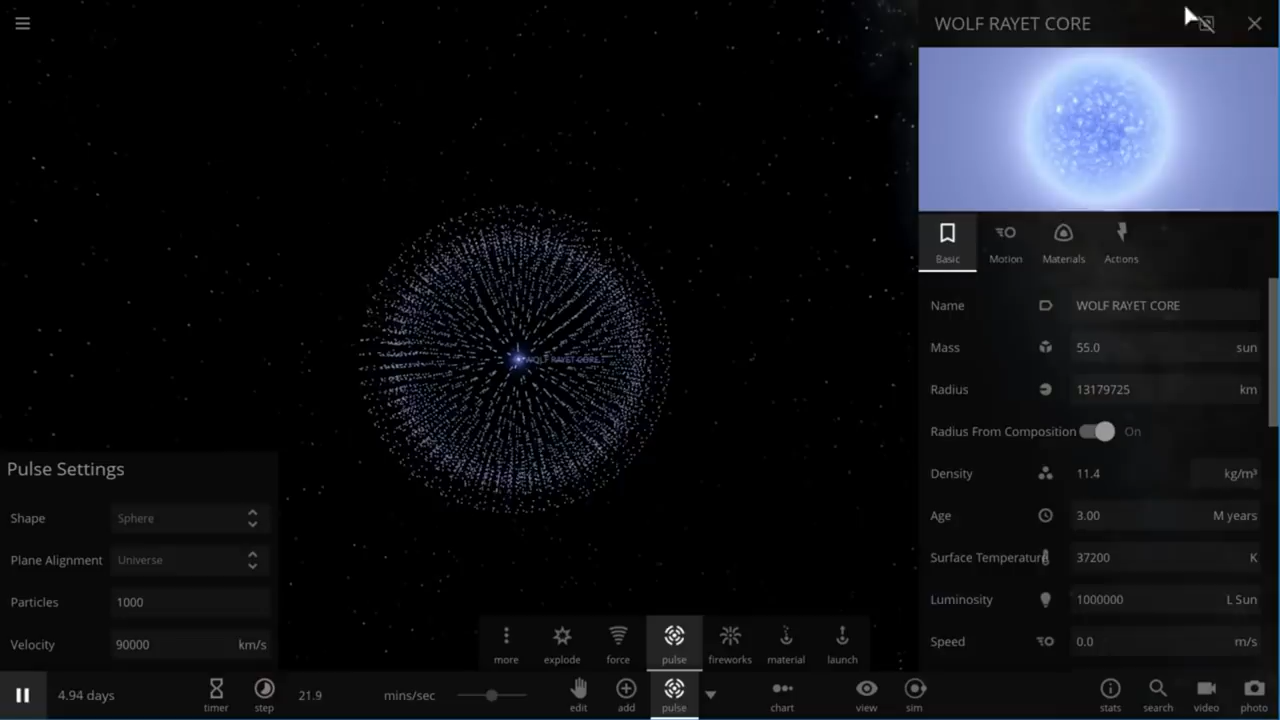 WOLF RAYET CORE
WOLF RAYET CORE
Basic
Motion
Materials
Actions
Name
WOLF RAYET CORE
Mass
55.0
sun
Radius
13179725
km
Radius From Composition
On
Density
11.4
kg/m³
Age
3.00
M years
Surface Temperature
37200
K
Luminosity
1000000
L Sun
Speed
0.0
m/s
Pulse Settings
Shape
Sphere
Plane Alignment
Universe
Particles
1000
Velocity
90000
km/s
more
explode
force
pulse
fireworks
material
launch
4.94 days
timer
step
21.9
mins/sec
edit
add
pulse
chart
view
sim
stats
search
video
photo